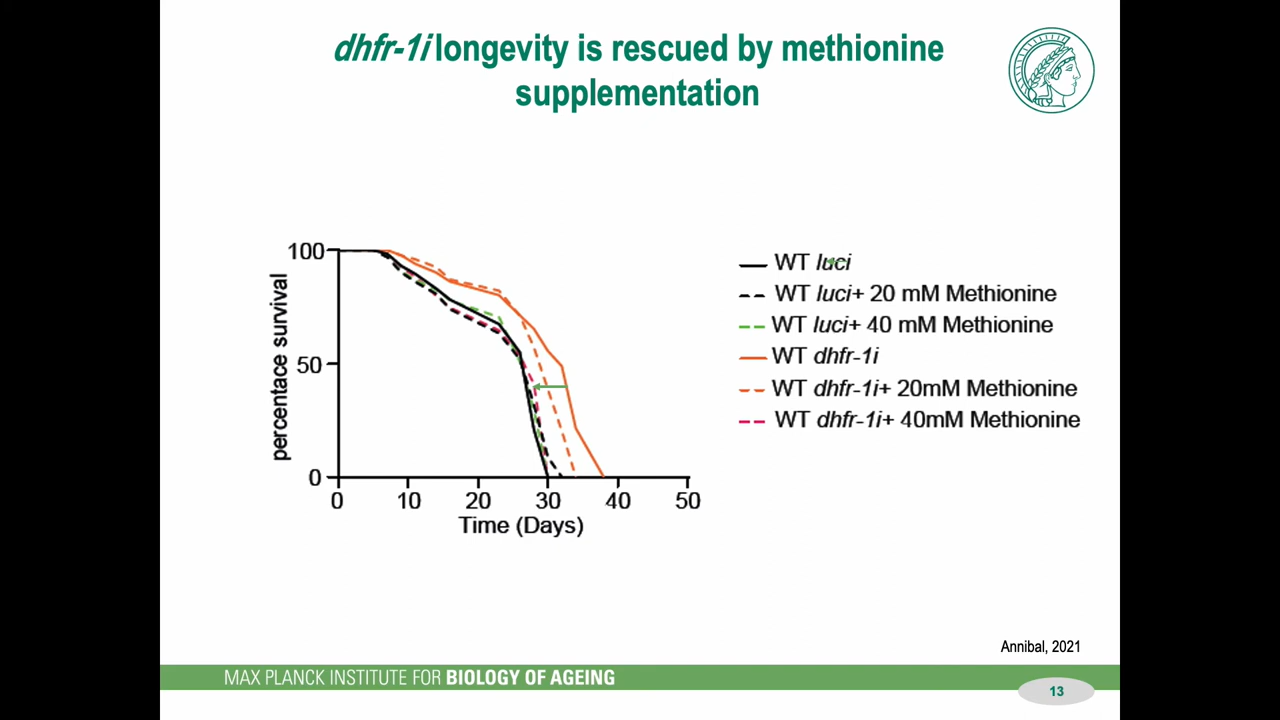 dhfr-1i longevity is rescued by methionine
supplementation
percentace survival
100
50
0
0 10 20 30 40 50
Time (Days)
WT luci
WT luci+ 20 mM Methionine
WT luci+ 40 mM Methionine
WT dhfr-1i
WT dhfr-1i+ 20mM Methionine
WT dhfr-1i+ 40mM Methionine
Annibal, 2021
MAX PLANCK INSTITUTE FOR BIOLOGY OF AGEING
13